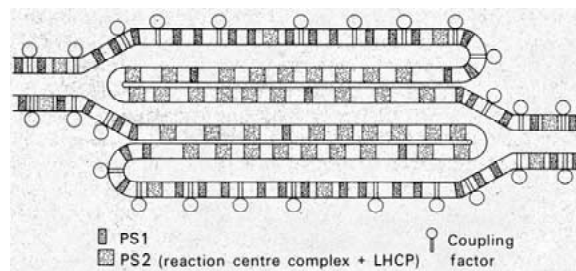 PS1
PS2 (reaction centre complex + LHCP)
Coupling
factor